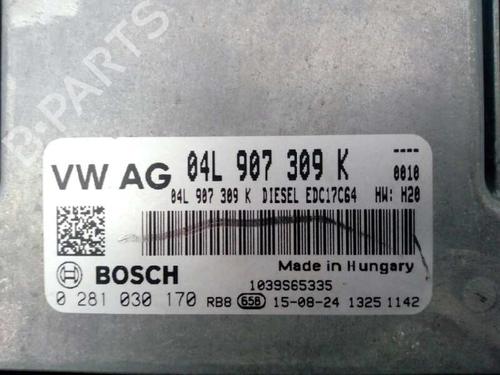 B-PARTS
VW AG 04L 907 309 K ----
0010
04L 907 309 K DIESEL EDC17C64 HW: H20
BOSCH
Made in Hungary
1039S65335
0 281 030 170 RB8 65B 15-08-24 1325 1142